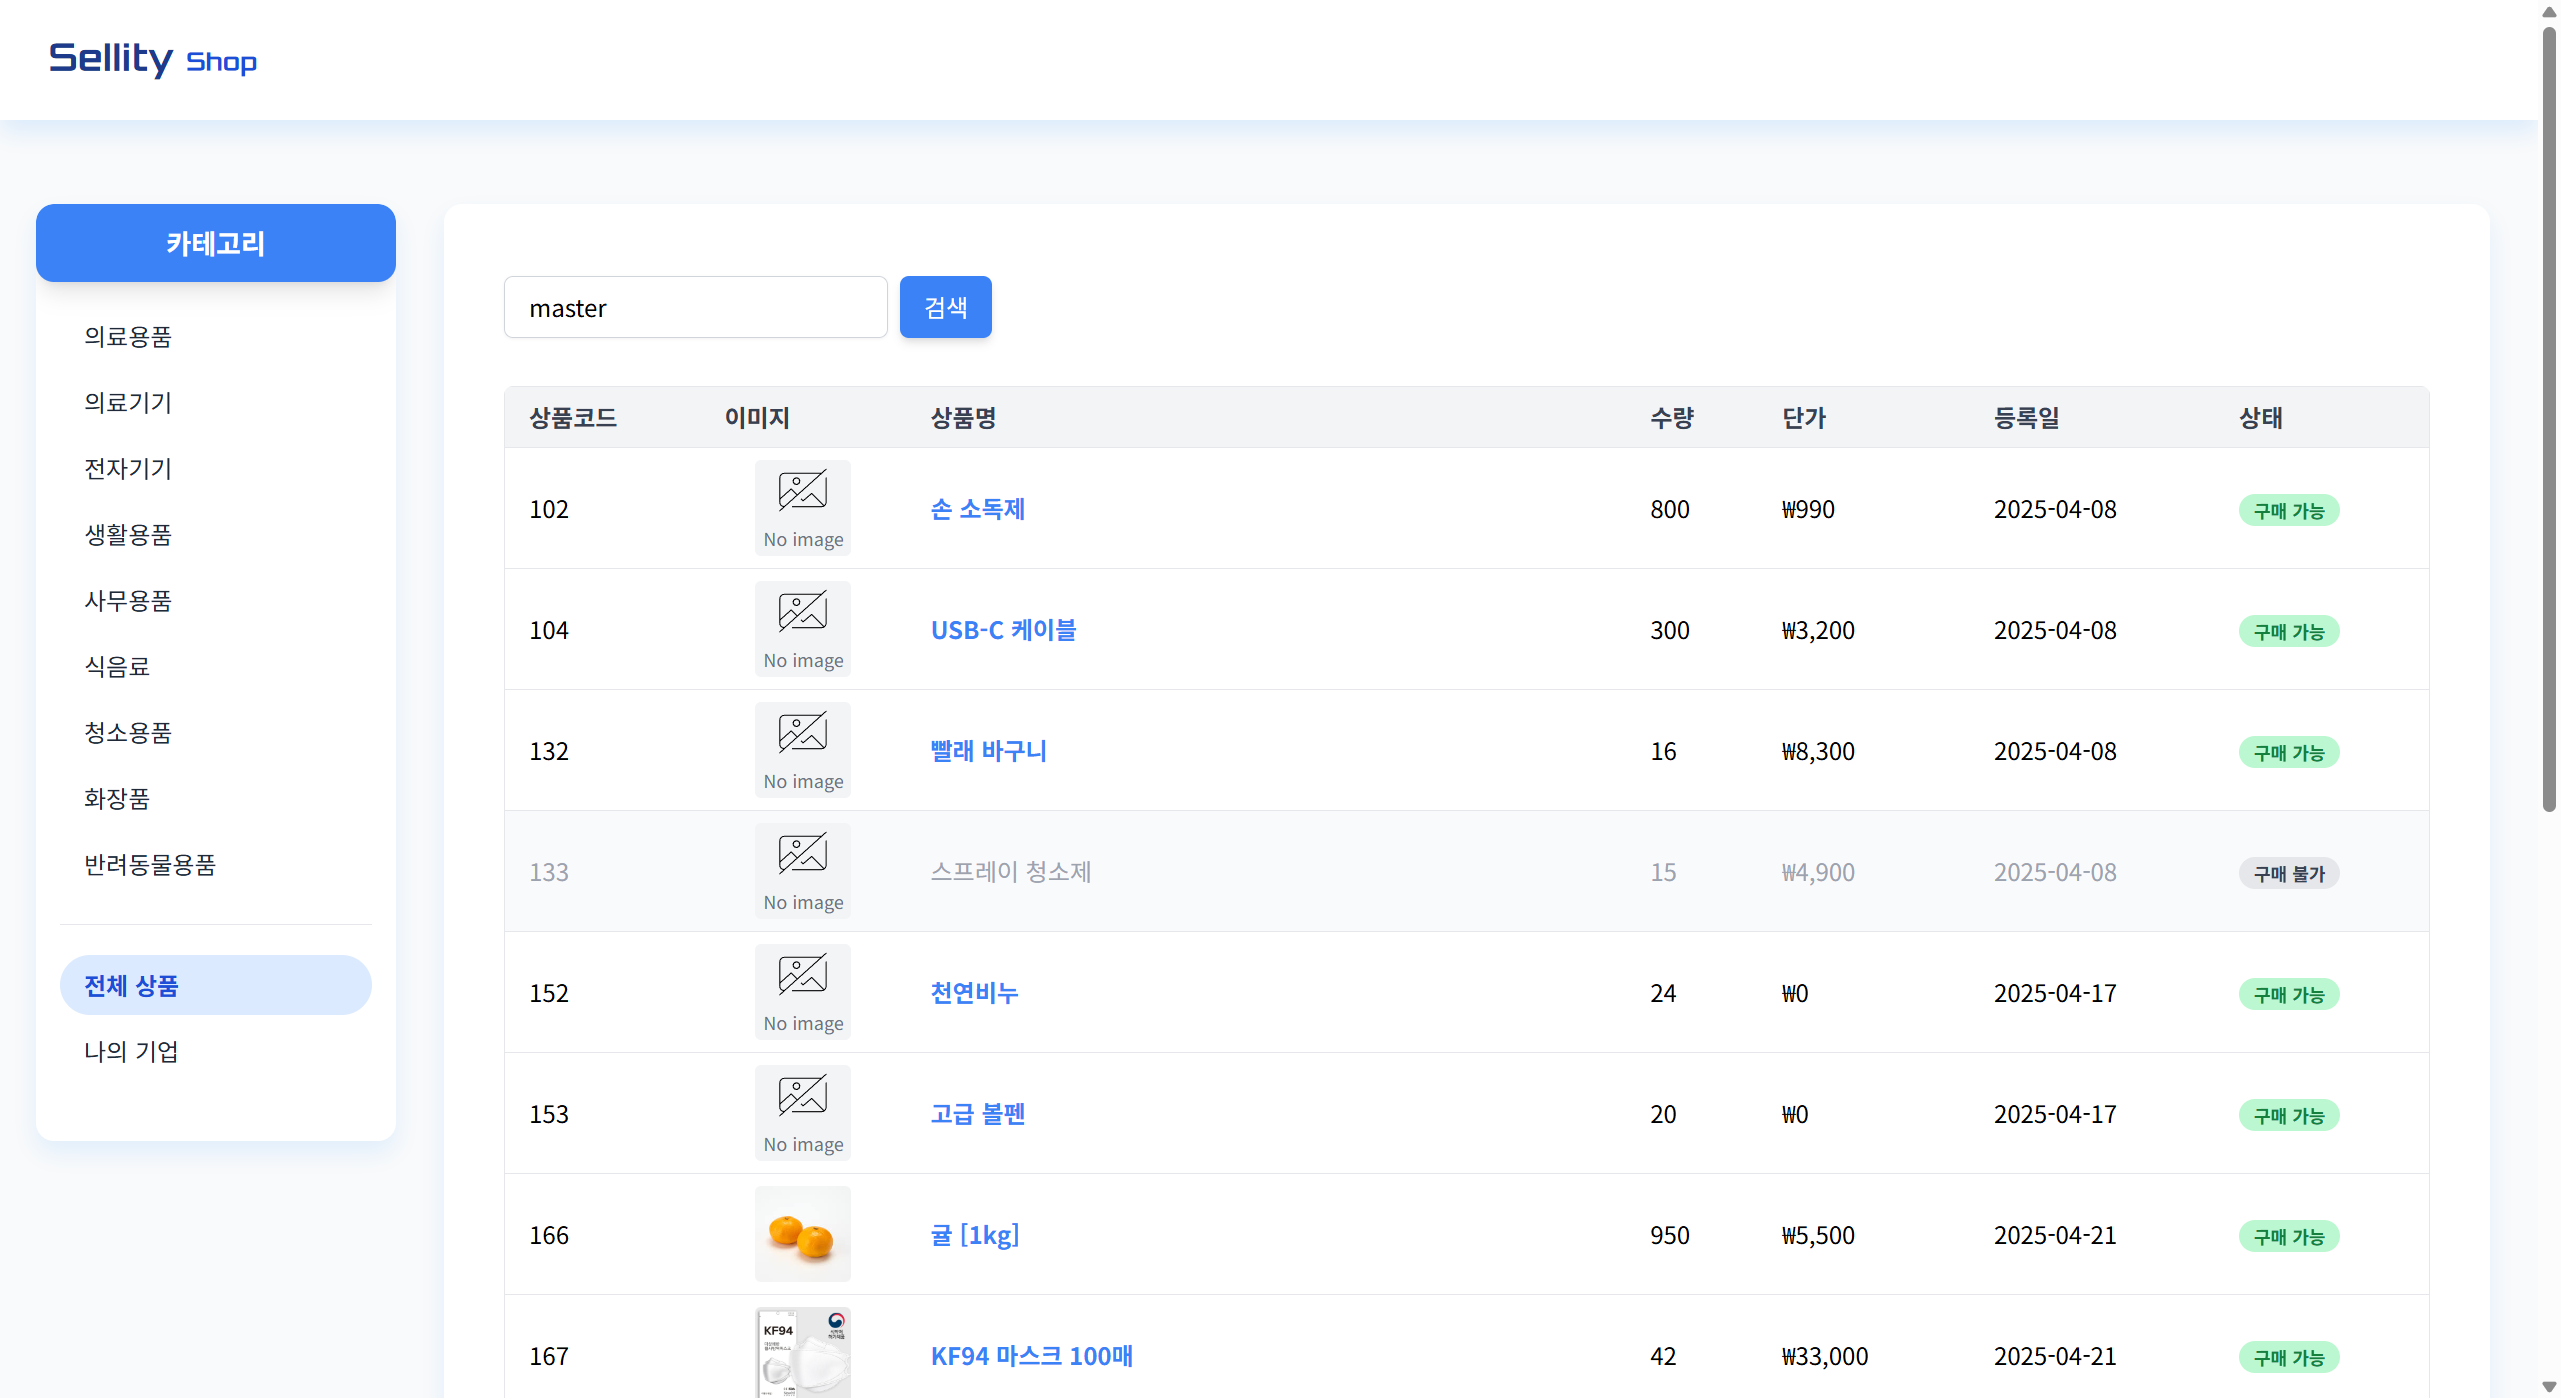 Sellity Shop
카테고리
의료용품
의료기기
전자기기
생활용품
사무용품
식음료
청소용품
화장품
반려동물용품
전체 상품
나의 기업
master 검색
상품코드 이미지 상품명 수량 단가 등록일 상태
102 No image 손 소독제 800 ₩990 2025-04-08 구매 가능
104 No image USB-C 케이블 300 ₩3,200 2025-04-08 구매 가능
132 No image 빨래 바구니 16 ₩8,300 2025-04-08 구매 가능
133 No image 스프레이 청소제 15 ₩4,900 2025-04-08 구매 불가
152 No image 천연비누 24 ₩0 2025-04-17 구매 가능
153 No image 고급 볼펜 20 ₩0 2025-04-17 구매 가능
166 귤 [1kg] 950 ₩5,500 2025-04-21 구매 가능
167 KF94 KF94 마스크 100매 42 ₩33,000 2025-04-21 구매 가능